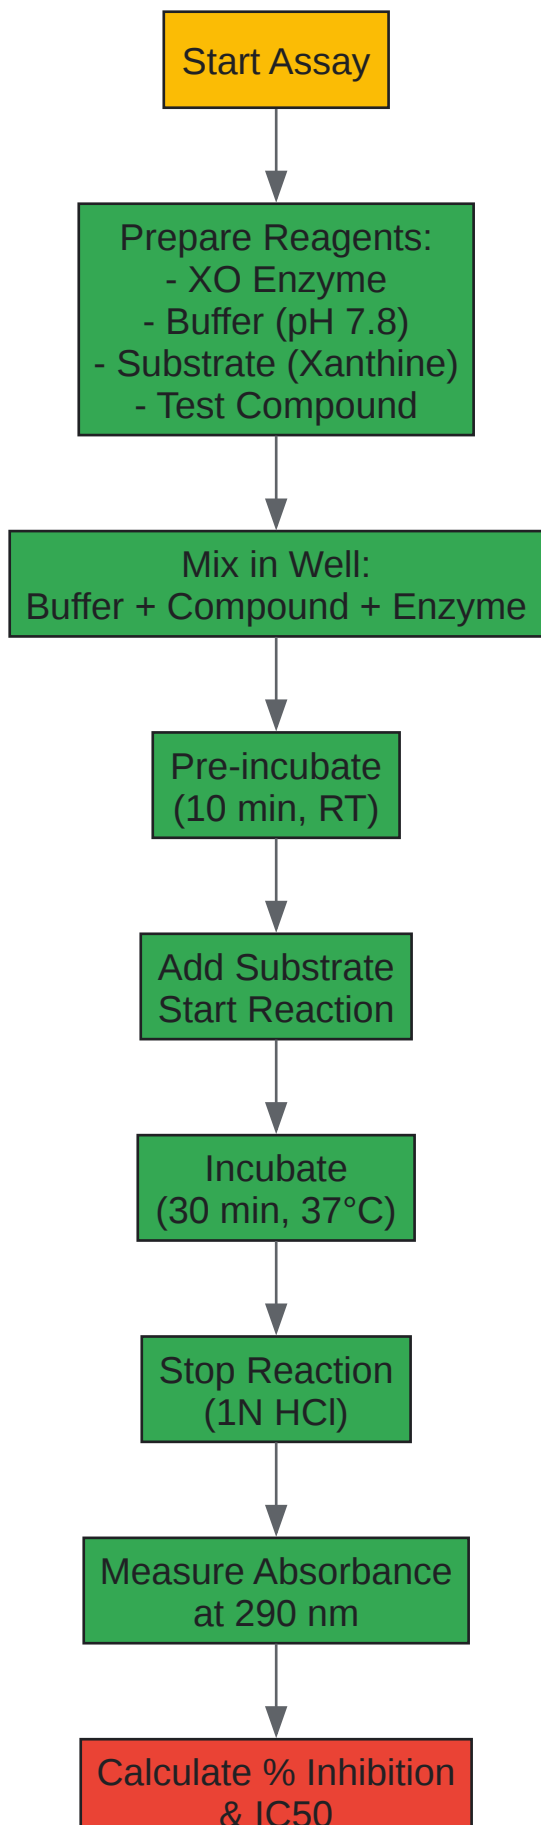 Start Assay
Prepare Reagents:
- XO Enzyme
- Buffer (pH 7.8)
- Substrate (Xanthine)
- Test Compound
Mix in Well:
Buffer + Compound + Enzyme
Pre-incubate
(10 min, RT)
Add Substrate
Start Reaction
Incubate
(30 min, 37°C)
Stop Reaction
(1N HCl)
Measure Absorbance
at 290 nm
Calculate % Inhibition
& IC50